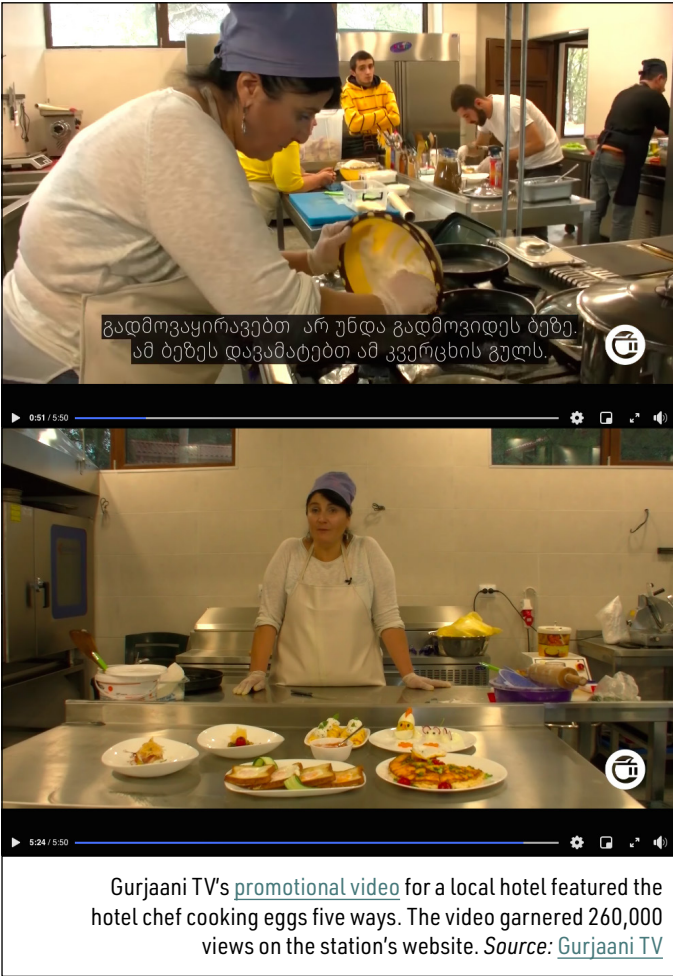 გადმოვაყირავებთ არ უნდა გადმოვიდეს ბეზე.
ამ ბეზეს დავამატებთ ამ კვერცხის გულს.
0:51 / 5:50
5:24 / 5:50
Gurjaani TV's promotional video for a local hotel featured the
hotel chef cooking eggs five ways. The video garnered 260,000
views on the station's website. Source: Gurjaani TV